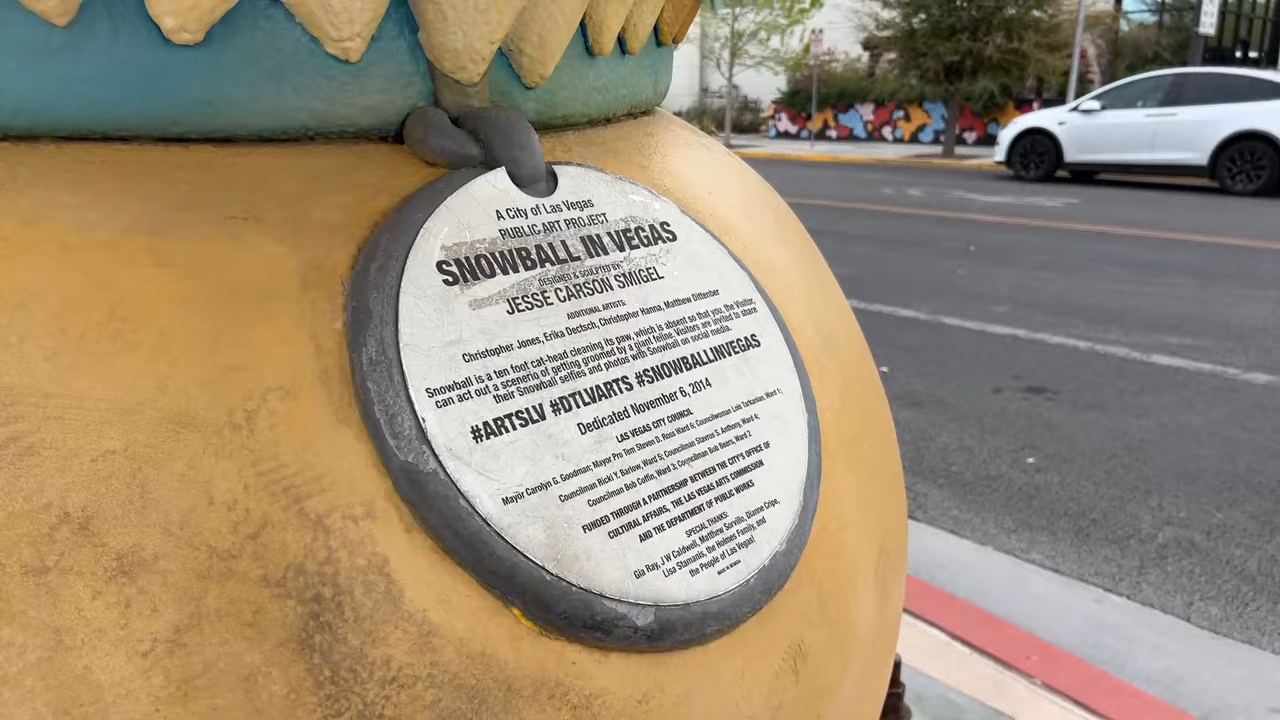 A City of Las Vegas
PUBLIC ART PROJECT
SNOWBALL IN VEGAS
DESIGNED & SCULPTED BY
JESSE CARSON SMIGEL
ADDITIONAL ARTISTS:
Christopher Jones, Erika Dectsch, Christopher Hanna, Matthew Dittenber
Snowball is a ten foot cat-head cleaning its paw, which is absent so that you, the Visitor,
can act out a scenerio of getting groomed by a giant feline. Visitors are invited to share
their Snowball selfies and photos with Snowball on social media.
#ARTSLV #DTLVARTS #SNOWBALLINVEGAS
Dedicated November 6, 2014
LAS VEGAS CITY COUNCIL
Mayor Carolyn G. Goodman; Mayor Pro Tem Steven D. Ross Ward 6; Councilwoman Lois Tarkanian, Ward 1;
Councilman Ricki Y. Barlow, Ward 5; Councilman Stavros S. Anthony, Ward 4;
Councilman Bob Coffin, Ward 3; Councilman Bob Beers, Ward 2
FUNDED THROUGH A PARTNERSHIP BETWEEN THE CITY'S OFFICE OF
CULTURAL AFFAIRS, THE LAS VEGAS ARTS COMMISSION
AND THE DEPARTMENT OF PUBLIC WORKS
SPECIAL THANKS:
Gia Ray, J W Caldwell, Matthew Sorville, Dianne Cripe,
Lisa Stamanis, the Holmes Family, and
the People of Las Vegas!
MADE IN NEVADA